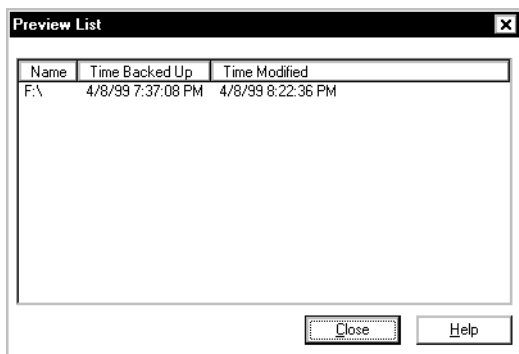 Preview List
Name Time Backed Up Time Modified
F:\ 4/8/99 7:37:08 PM 4/8/99 8:22:36 PM
Close Help